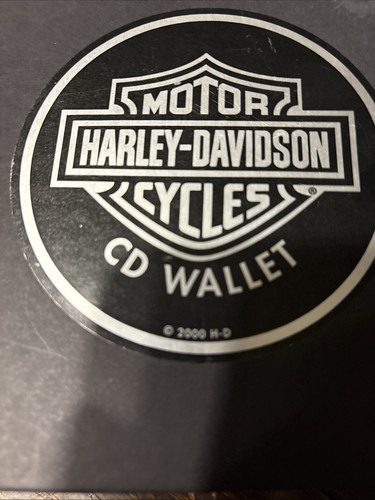 MOTOR
HARLEY-DAVIDSON
CYCLES ®
CD WALLET
© 2000 H-D